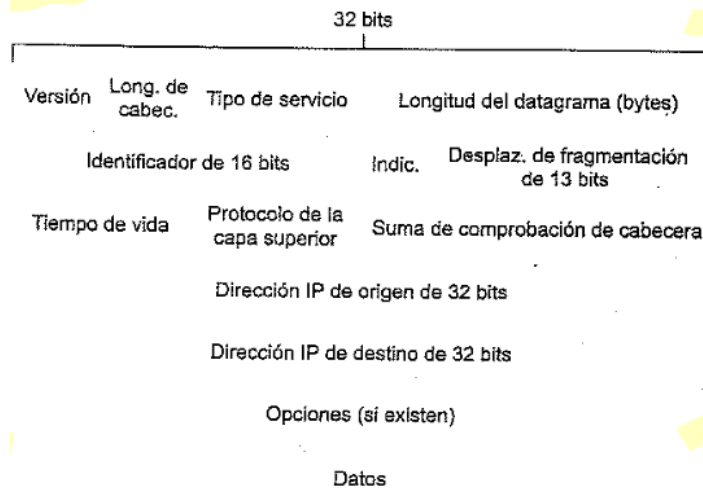 32 bits
Versión Long. de cabec. Tipo de servicio Longitud del datagrama (bytes)
Identificador de 16 bits Indic. Desplaz. de fragmentación de 13 bits
Tiempo de vida Protocolo de la capa superior Suma de comprobación de cabecera
Dirección IP de origen de 32 bits
Dirección IP de destino de 32 bits
Opciones (si existen)
Datos